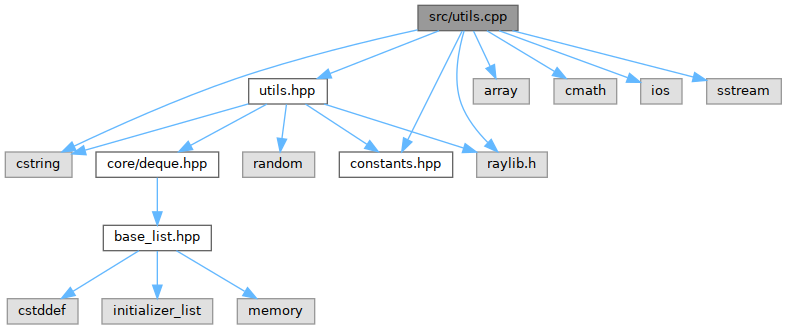 src/utils.cpp
utils.hpp
array
cmath
ios
sstream
cstring
core/deque.hpp
random
constants.hpp
raylib.h
base_list.hpp
cstddef
initializer_list
memory